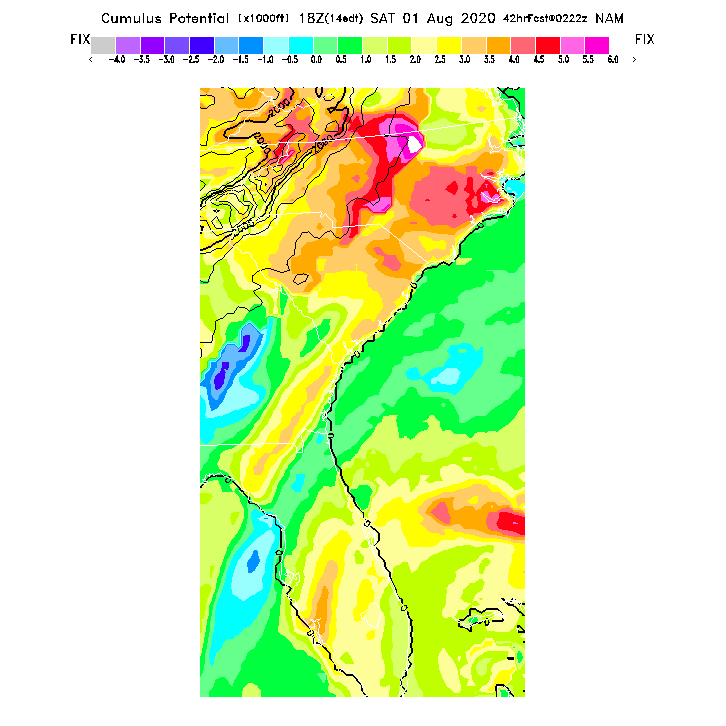 Cumulus Potential [x1000ft] 18Z(14edt) SAT 01 Aug 2020 42hrFcst@0222z NAM
FIX FIX
< -4.0 -3.5 -3.0 -2.5 -2.0 -1.5 -1.0 -0.5 0.0 0.5 1.0 1.5 2.0 2.5 3.0 3.5 4.0 4.5 5.0 5.5 6.0 >
2000